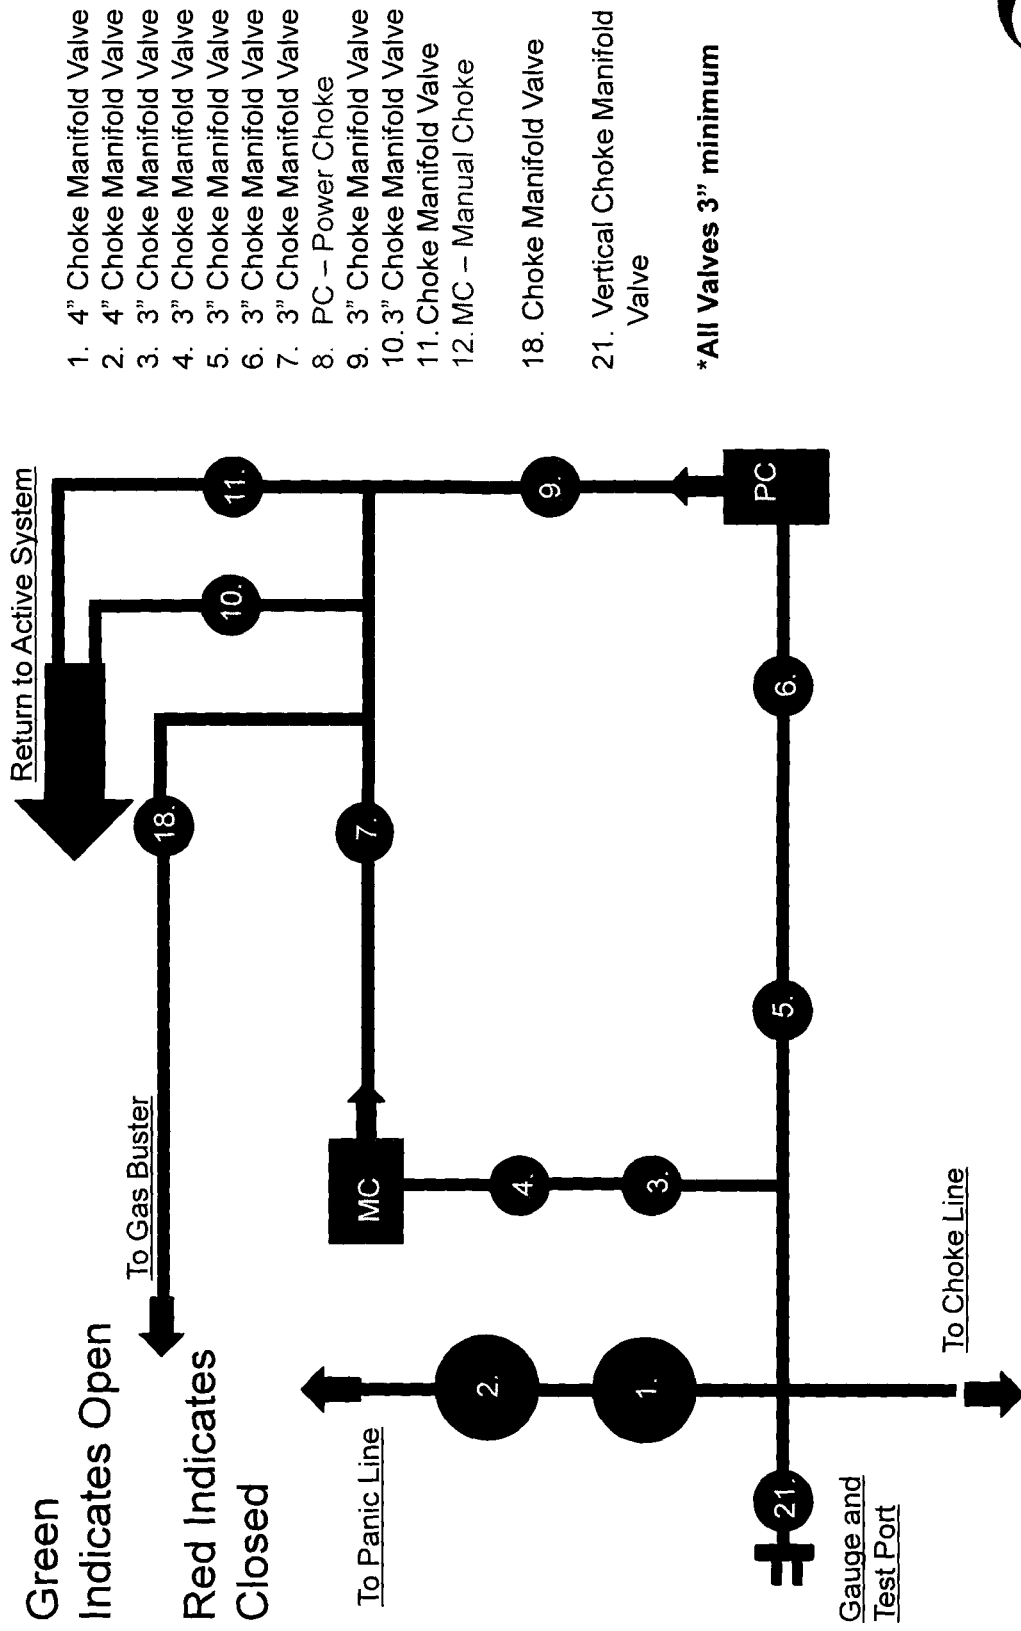 Green
Indicates Open
Red Indicates
Closed
To Gas Buster
Return to Active System
18.
10.
11.
To Panic Line
MC
7.
2.
4.
9.
1.
3.
21.
5.
6.
PC
Gauge and
Test Port
To Choke Line
1. 4" Choke Manifold Valve
2. 4" Choke Manifold Valve
3. 3" Choke Manifold Valve
4. 3" Choke Manifold Valve
5. 3" Choke Manifold Valve
6. 3" Choke Manifold Valve
7. 3" Choke Manifold Valve
8. PC – Power Choke
9. 3" Choke Manifold Valve
10. 3" Choke Manifold Valve
11. Choke Manifold Valve
12. MC – Manual Choke
18. Choke Manifold Valve
21. Vertical Choke Manifold
Valve
*All Valves 3" minimum